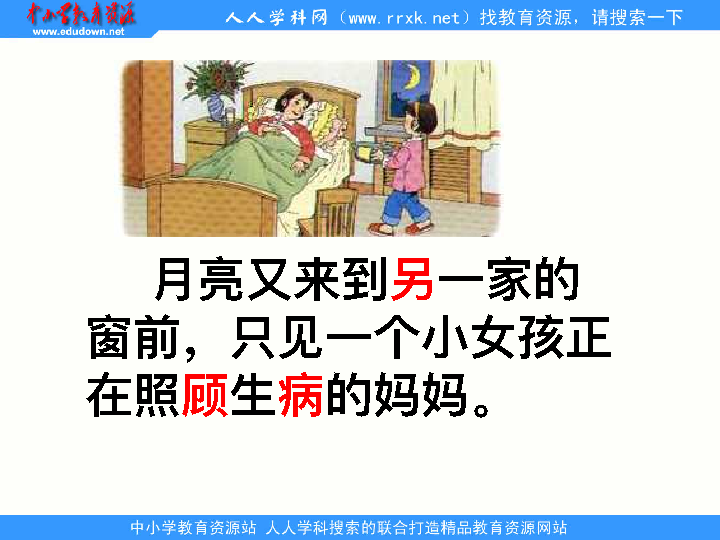 中小学教育资源
www.edudown.net
人人学科网（www.rrxk.net）找教育资源，请搜索一下
月亮又来到另一家的
窗前，只见一个小女孩正
在照顾生病的妈妈。
中小学教育资源站 人人学科搜索的联合打造精品教育资源网站